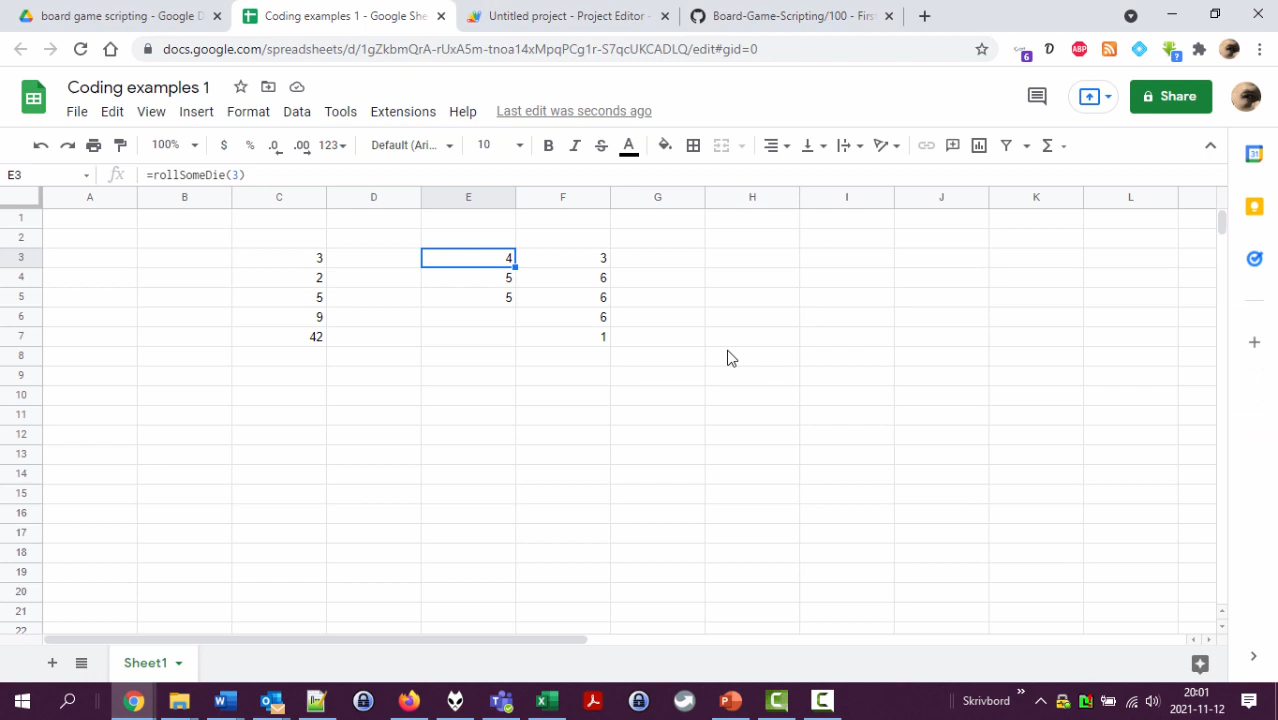 board game scripting - Google D
Coding examples 1 - Google She
Untitled project - Project Editor -
Board-Game-Scripting/100 - Firs
docs.google.com/spreadsheets/d/1gZkbmQrA-rUxA5m-tnoa14xMpqPCg1r-S7qcUKCADLQ/edit#gid=0
6
ABP
?
Coding examples 1
File Edit View Insert Format Data Tools Extensions Help Last edit was seconds ago
Share
100% $ % .0 .00 123 Default (Ari... 10 B I S A
E3 fx =rollSomeDie(3)
A B C D E F G H I J K L
1
2
3 3 4 3
4 2 5 6
5 5 5 6
6 9 6
7 42 1
8
9
10
11
12
13
14
15
16
17
18
19
20
21
22
31
Sheet1
Skrivbord
20:01
2021-11-12